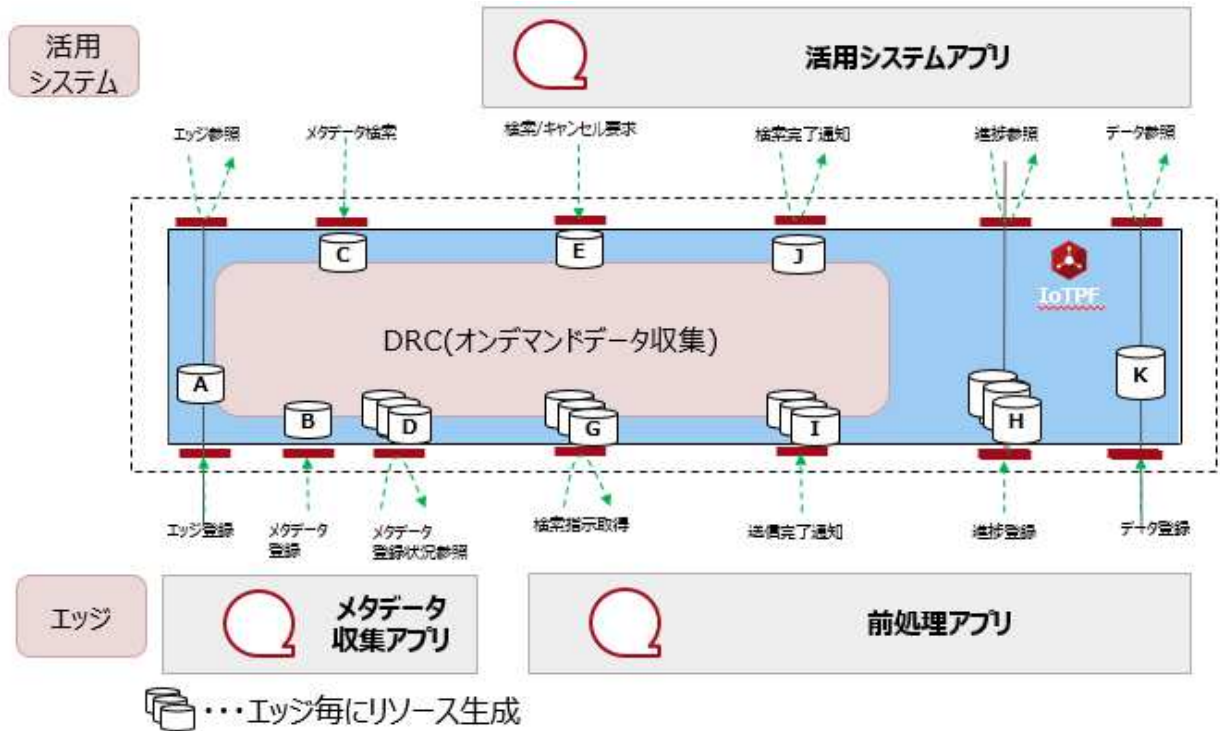 活用
システム
活用システムアプリ
エッジ参照
メタデータ検索
検索/キャンセル要求
検索完了通知
進捗参照
データ参照
C
E
J
IoTPF
DRC(オンデマンドデータ収集)
A
K
B
D
G
I
H
エッジ登録
メタデータ
登録
メタデータ
登録状況参照
検索指示取得
送信完了通知
進捗登録
データ登録
エッジ
メタデータ
収集アプリ
前処理アプリ
・・・エッジ毎にリソース生成